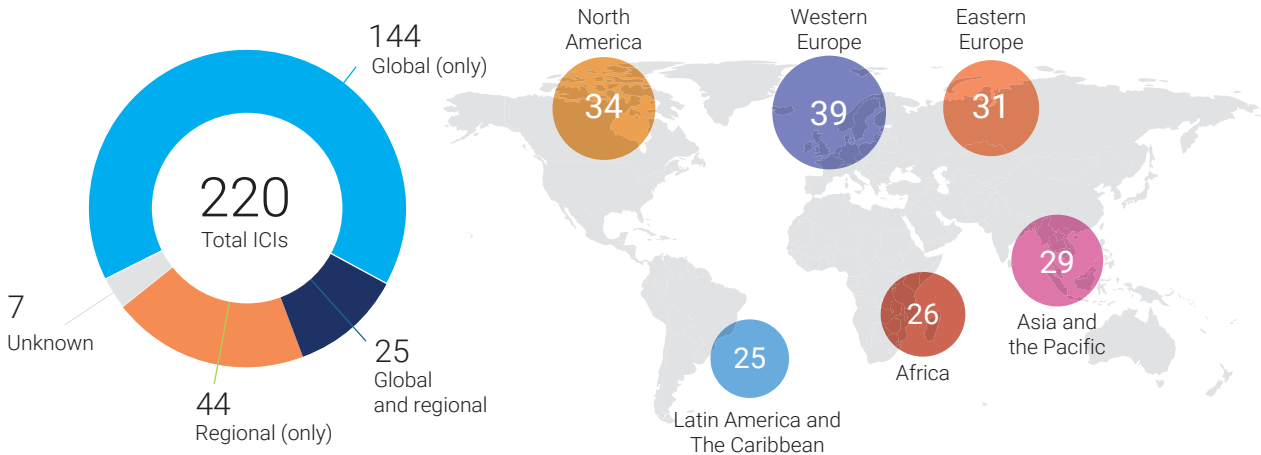 144
Global (only)
220
Total ICIs
7
Unknown
25
Global
and regional
44
Regional (only)
North
America
34
Western
Europe
39
Eastern
Europe
31
29
Asia and
the Pacific
26
Africa
25
Latin America and
The Caribbean